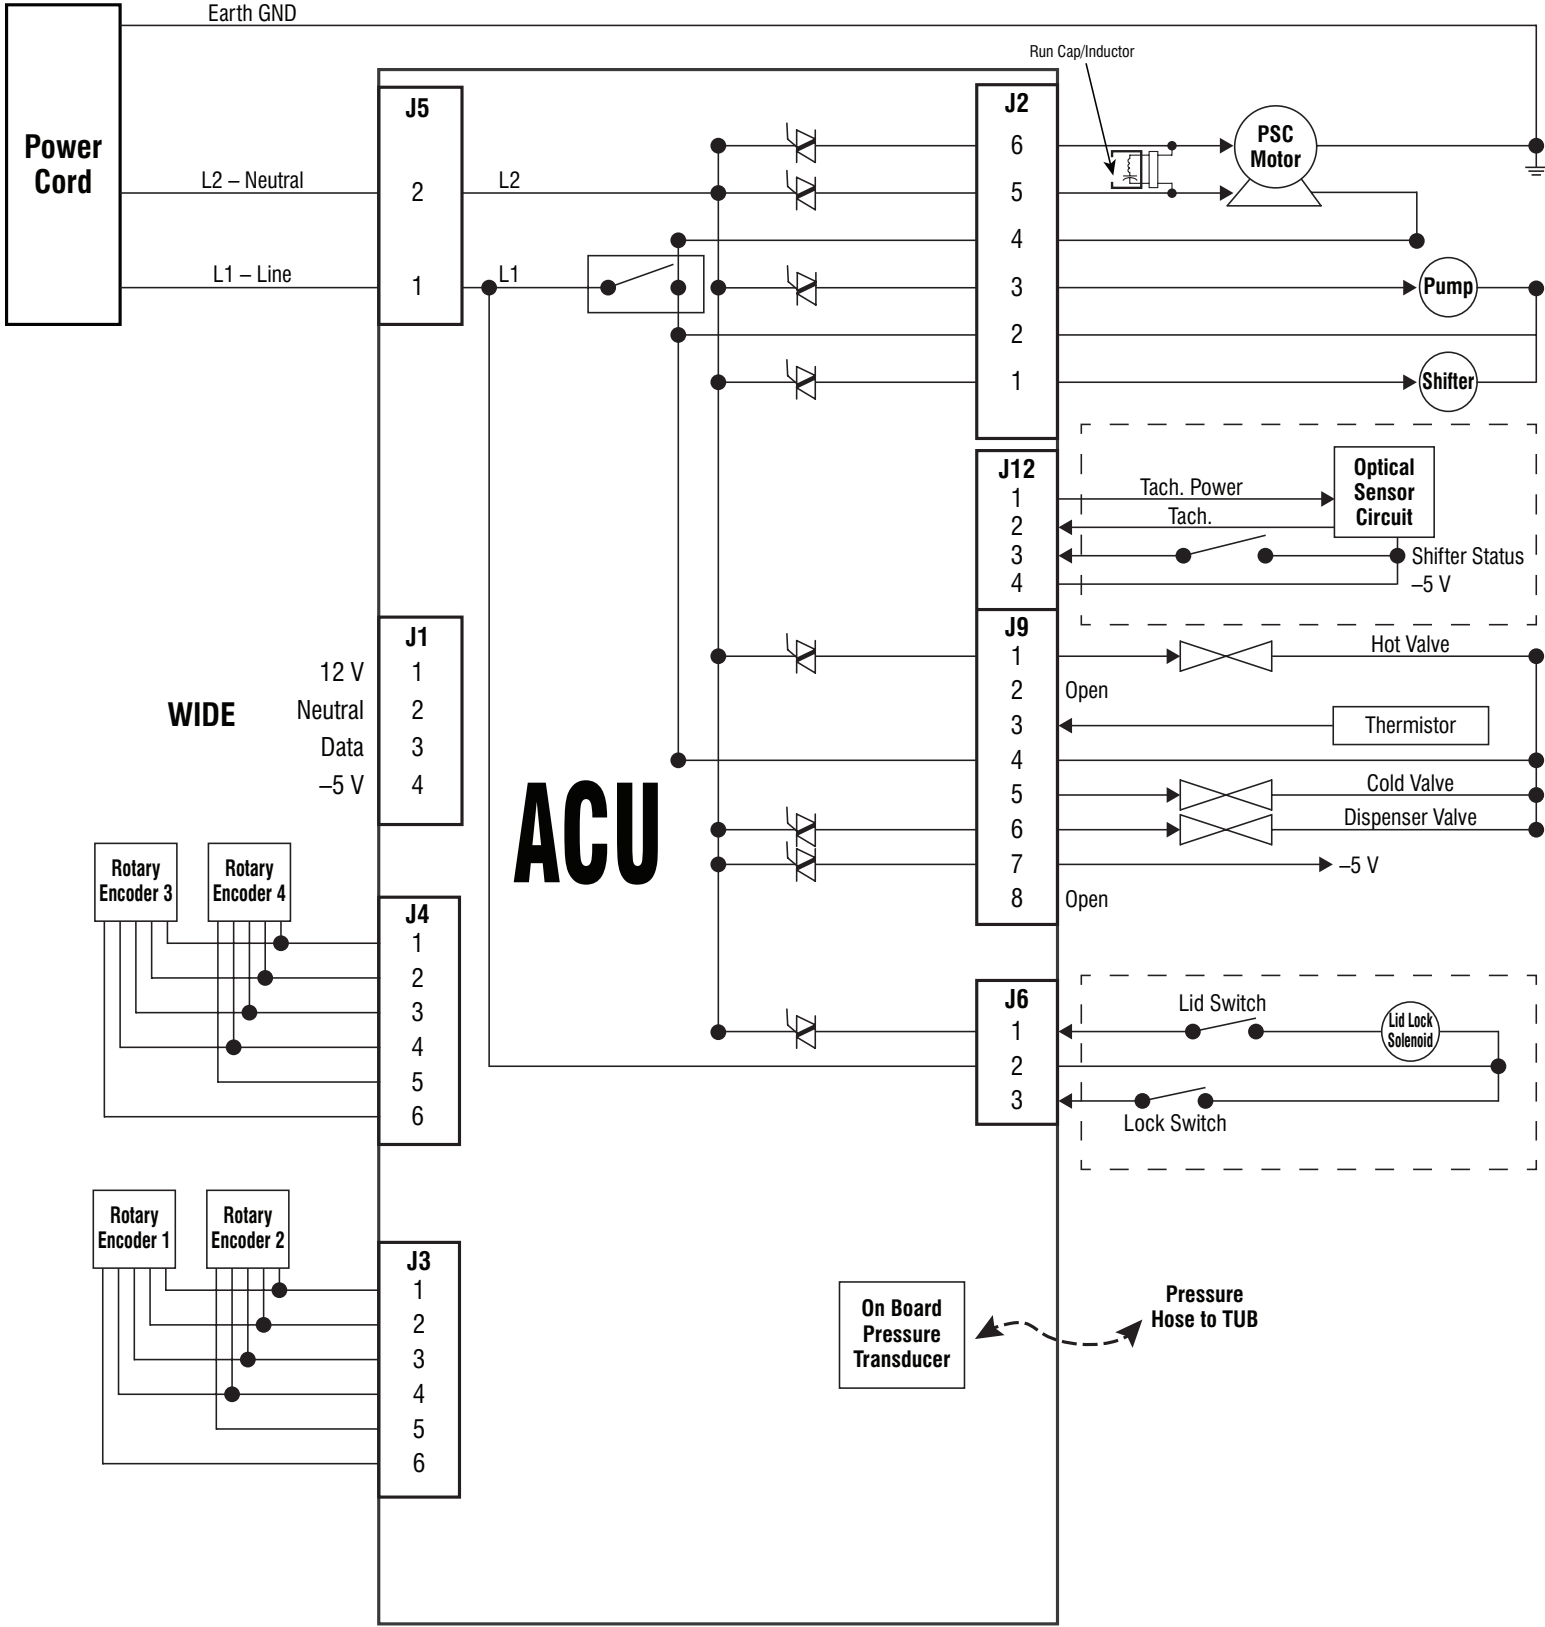 Earth GND
Run Cap/Inductor
Power
Cord
L2 – Neutral
L1 – Line
J5
2
1
L2
L1
J2
6
5
4
3
2
1
PSC
Motor
Pump
Shifter
J12
1
2
3
4
Tach. Power
Tach.
Optical
Sensor
Circuit
Shifter Status
–5 V
J1
1
2
3
4
12 V
Neutral
Data
–5 V
WIDE
ACU
J9
1
2
3
4
5
6
7
8
Hot Valve
Open
Thermistor
Cold Valve
Dispenser Valve
–5 V
Open
Rotary
Encoder 3
Rotary
Encoder 4
J4
1
2
3
4
5
6
J6
1
2
3
Lid Switch
Lid Lock
Solenoid
Lock Switch
Rotary
Encoder 1
Rotary
Encoder 2
J3
1
2
3
4
5
6
On Board
Pressure
Transducer
Pressure
Hose to TUB